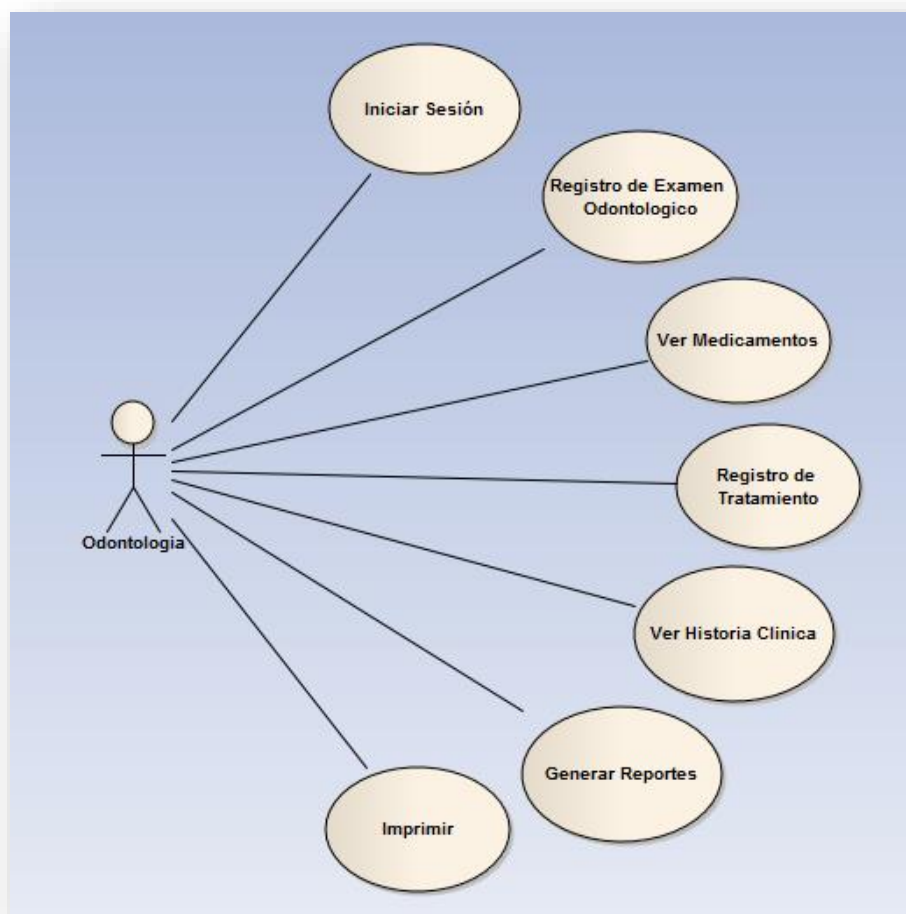 Iniciar Sesión
Registro de Examen
Odontologico
Ver Medicamentos
Registro de
Tratamiento
Odontologia
Ver Historia Clinica
Generar Reportes
Imprimir